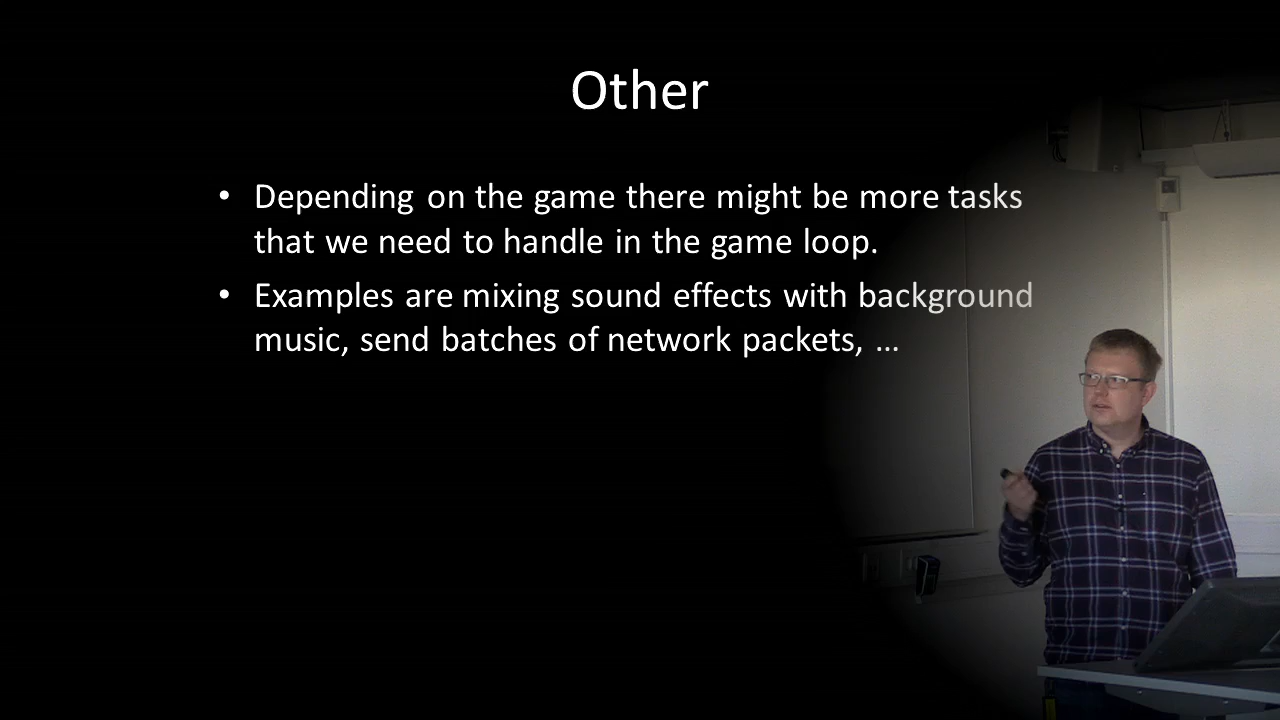 Other
• Depending on the game there might be more tasks
that we need to handle in the game loop.
• Examples are mixing sound effects with background
music, send batches of network packets, ...